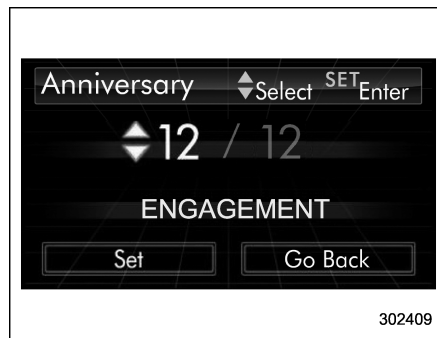 Anniversary Select SET Enter
12 / 12
ENGAGEMENT
Set Go Back
302409